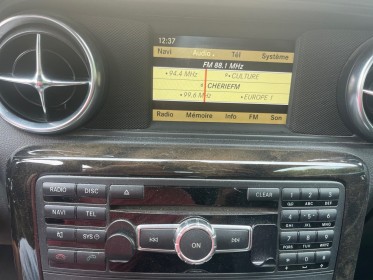 12:37
Navi Audio Tél Système
FM 88.1 MHz
94.4 MHz P•CULTURE
CHERIEFM
99.6 MHz EUROPE
Radio Mémoire Info FM Son
RADIO DISC CLEAR
NAVI TEL
SYS
ON